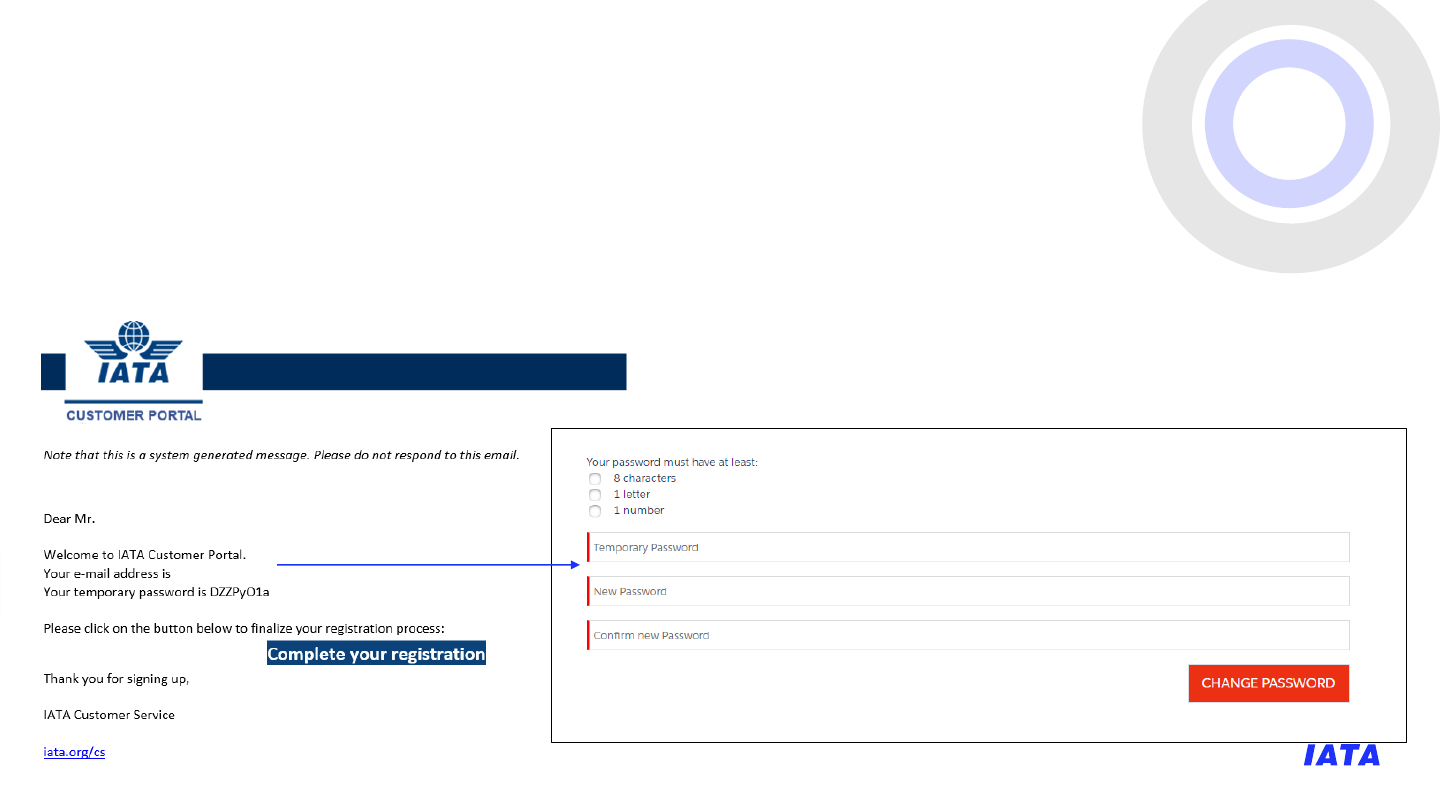 IATA
CUSTOMER PORTAL
Note that this is a system generated message. Please do not respond to this email.
Dear Mr.
Welcome to IATA Customer Portal.
Your e-mail address is
Your temporary password is DZZPyO1a
Please click on the button below to finalize your registration process:
Complete your registration
Thank you for signing up,
IATA Customer Service
iata.org/cs
Your password must have at least:
8 characters
1 letter
1 number
Temporary Password
New Password
Confirm new Password
CHANGE PASSWORD
IATA